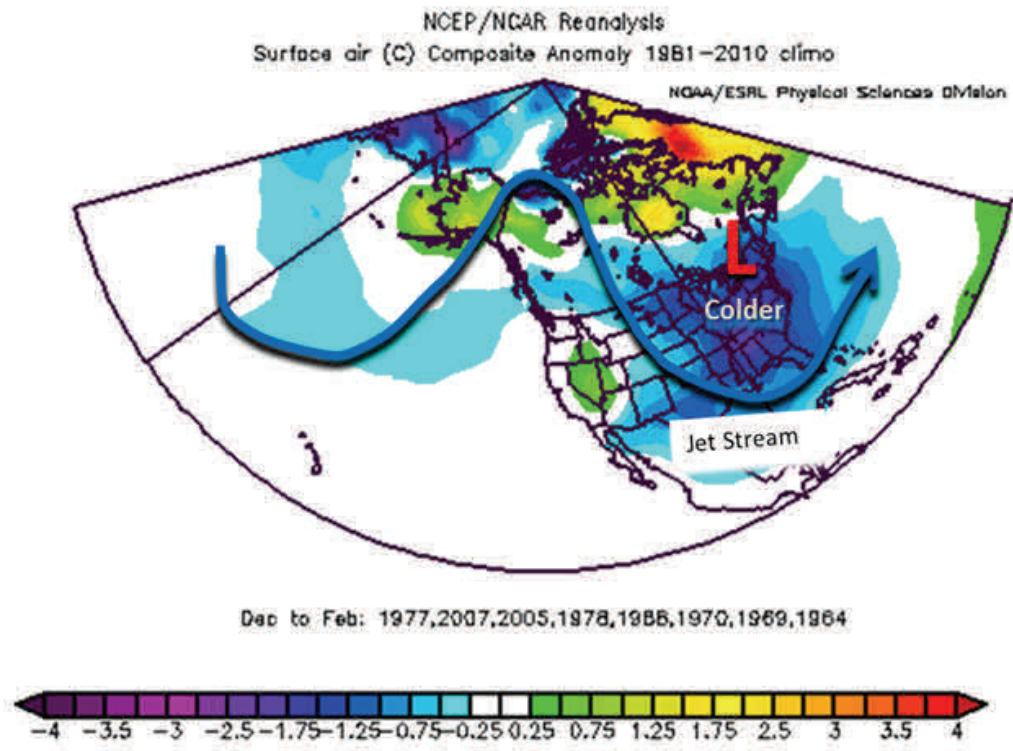 NCEP/NCAR Reanalysis
Surface air (C) Composite Anomaly 1981-2010 climo
NOAA/ESRL Physical Sciences Division
L
Colder
Jet Stream
Dec to Feb: 1977,2007,2005,1978,1966,1970,1969,1964
-4 -3.5 -3 -2.5 -1.75 -1.25 -0.75 -0.25 0.25 0.75 1.25 1.75 2.5 3 3.5 4